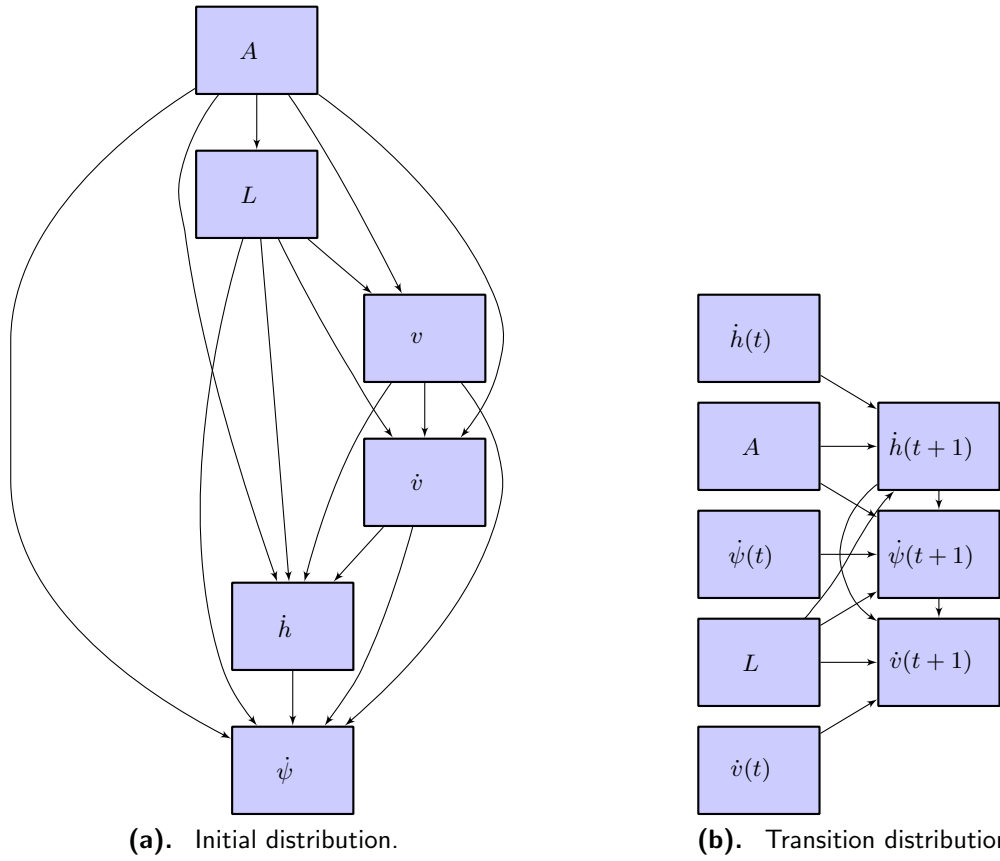 A
L
v
v̇
ḣ
ψ̇
(a). Initial distribution.
ḣ(t)
A
ψ̇(t)
L
v̇(t)
ḣ(t + 1)
ψ̇(t + 1)
v̇(t + 1)
(b). Transition distribution